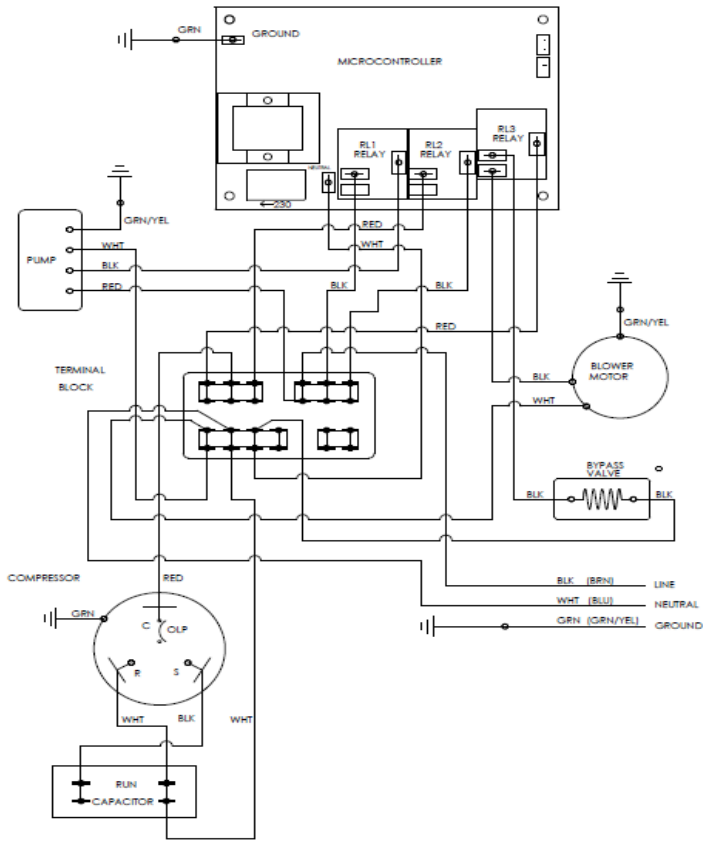 GRN
GROUND
MICROCONTROLLER
RL1
RELAY
RL2
RELAY
RL3
RELAY
NEUTRAL
←230
GRN/YEL
PUMP
WHT
BLK
RED
RED
WHT
BLK
BLK
RED
GRN/YEL
TERMINAL
BLOCK
BLOWER
MOTOR
BLK
WHT
BYPASS
VALVE
BLK
BLK
COMPRESSOR
RED
BLK (BRN)
LINE
WHT (BLU)
NEUTRAL
GRN (GRN/YEL)
GROUND
GRN
C
OLP
R
S
WHT
BLK
WHT
RUN
CAPACITOR